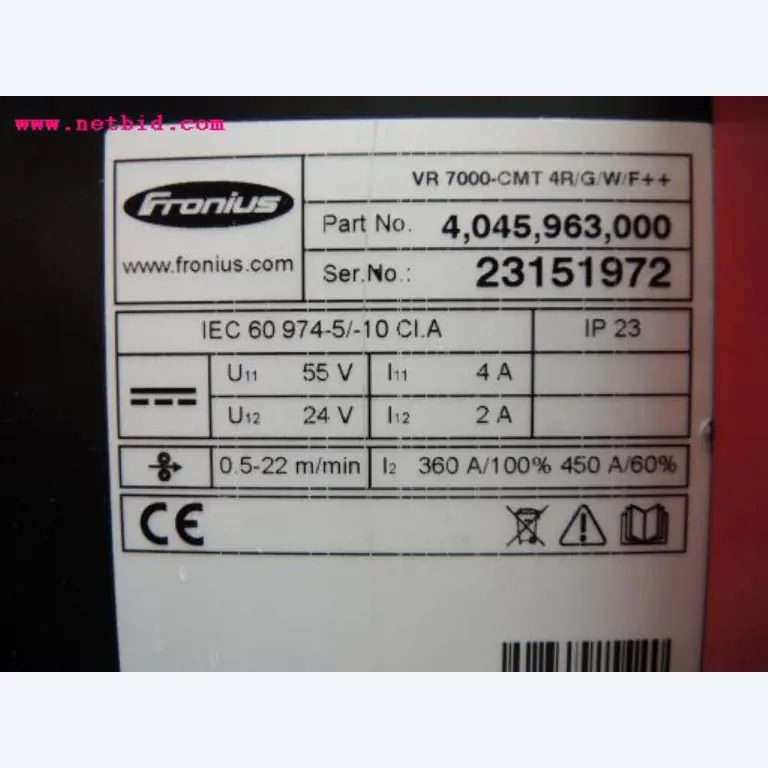 www.netbid.com
VR 7000-CMT 4R/G/W/F++
Fronius
Part No. 4,045,963,000
www.fronius.com
Ser.No.: 23151972
IEC 60 974-5/-10 Cl.A IP 23
U11 55 V I11 4 A
U12 24 V I12 2 A
0.5-22 m/min I2 360 A/100% 450 A/60%
CE